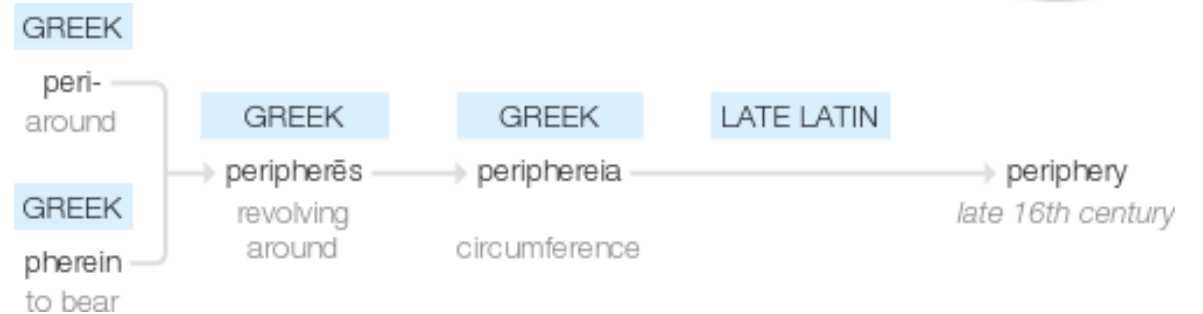 GREEK
peri-
around
GREEK
pherein
to bear
GREEK
peripherēs
revolving
around
GREEK
periphereia
circumference
LATE LATIN
periphery
late 16th century